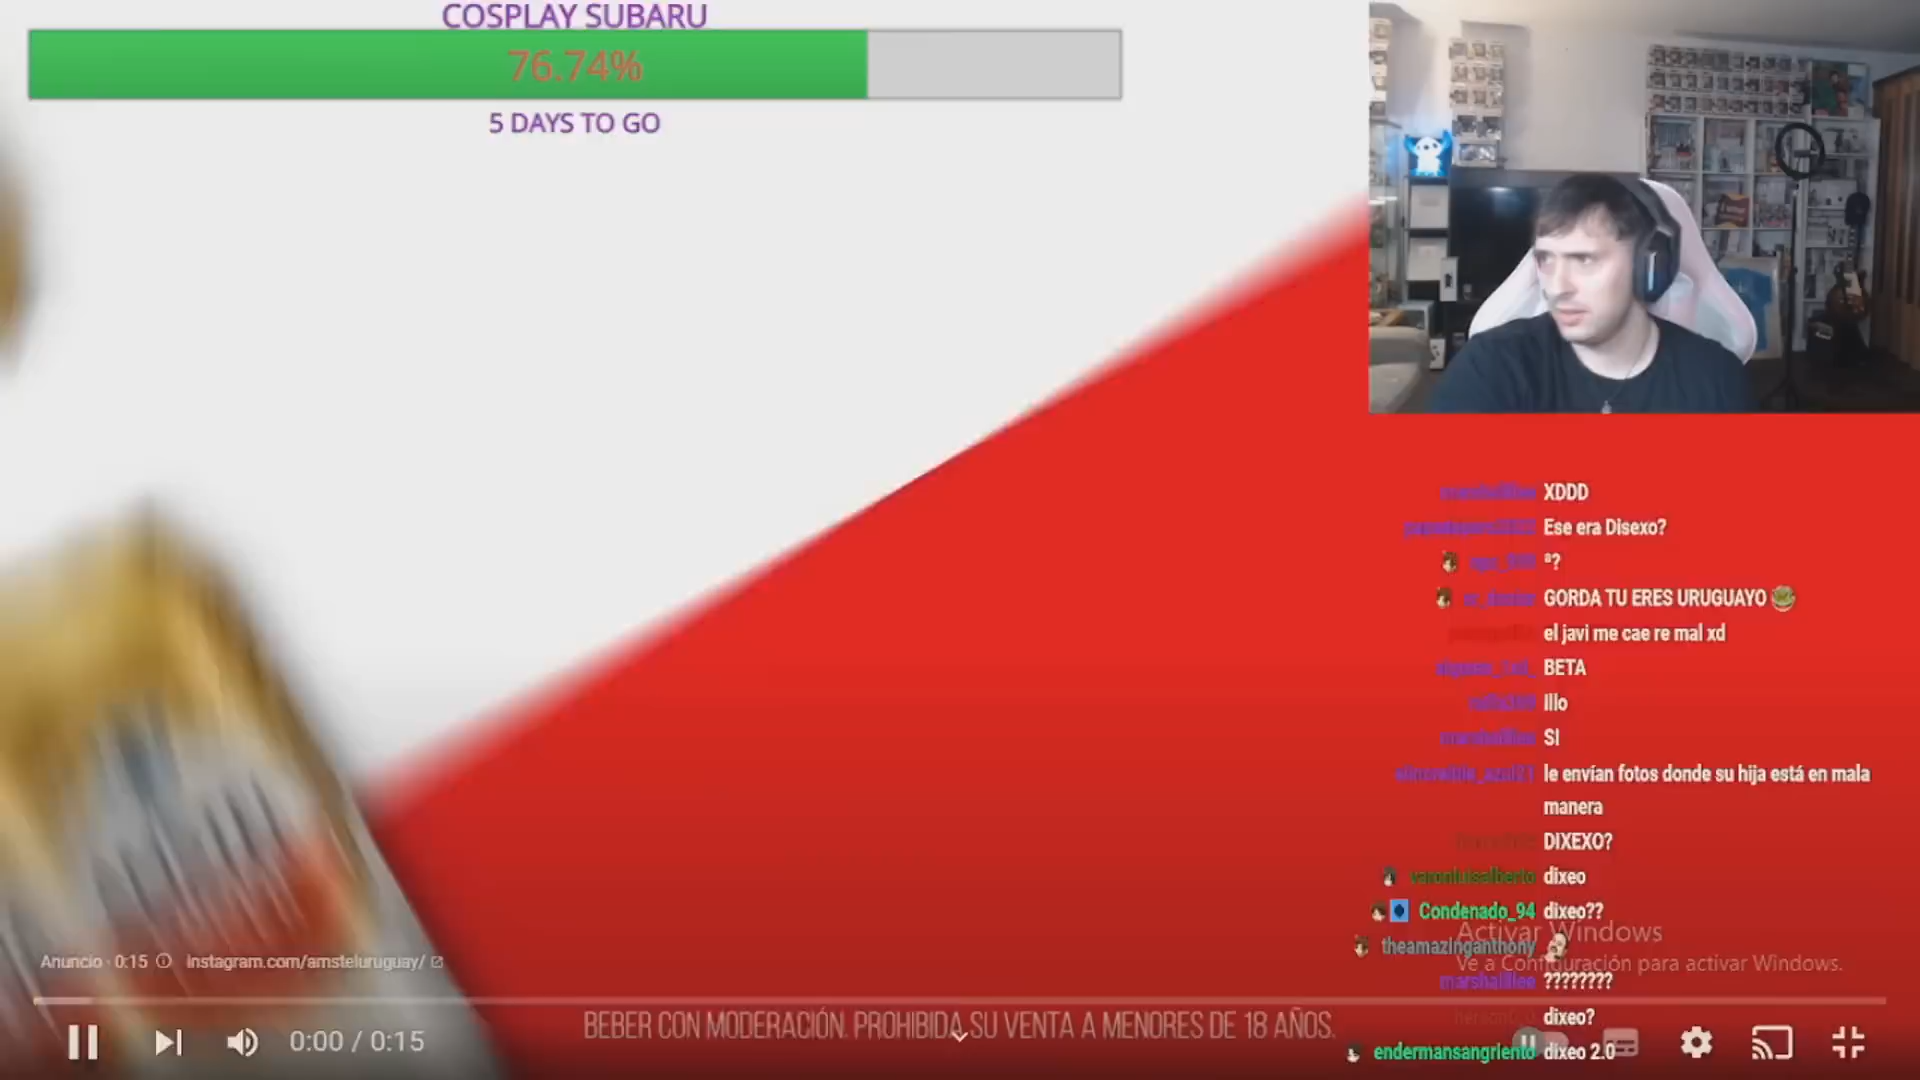 COSPLAY SUBARU
76.74%
5 DAYS TO GO
XDDD
Ese era Disexo?
ª?
GORDA TU ERES URUGUAYO
el javi me cae re mal xd
BETA
Illo
SI
le envían fotos donde su hija está en mala
manera
DIXEXO?
varonluisalberto dixeo
Condenado_94 dixeo??
theamazinganthony
Activar Windows
Ve a Configuración para activar Windows.
marshalllee ????????
dixeo?
endermansangriento dixeo 2.0
Anuncio · 0:15 instagram.com/amsteluruguay/
BEBER CON MODERACIÓN. PROHIBIDA SU VENTA A MENORES DE 18 AÑOS.
0:00 / 0:15